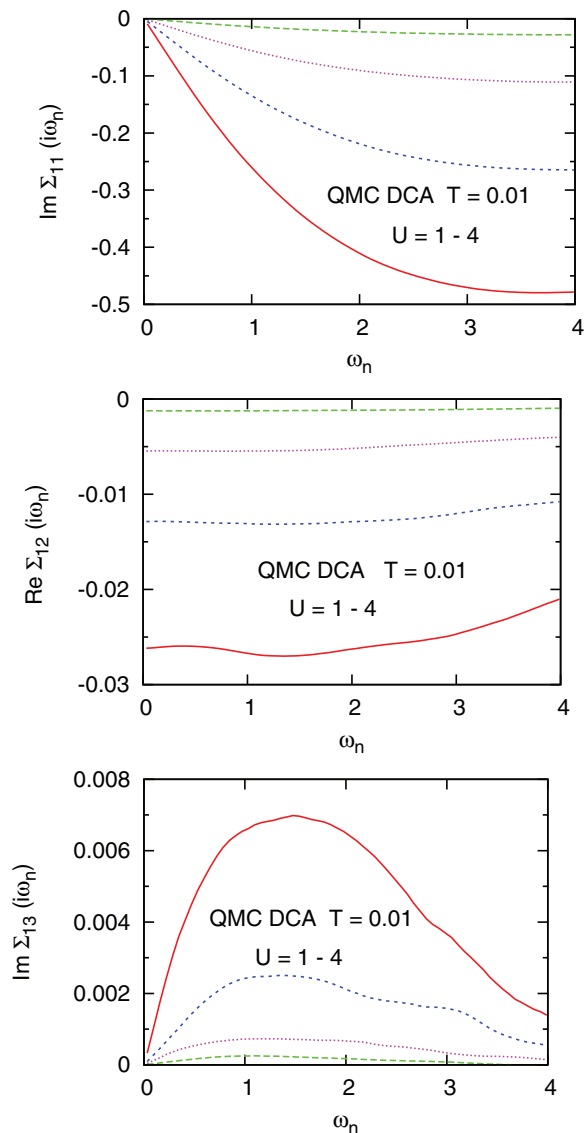 0
-0.1
-0.2
-0.3
-0.4
-0.5
Im Σ11 (iωn)
QMC DCA T = 0.01
U = 1 - 4
0 1 2 3 4
ωn
0
-0.01
-0.02
-0.03
Re Σ12 (iωn)
QMC DCA T = 0.01
U = 1 - 4
0 1 2 3 4
ωn
0.008
0.006
0.004
0.002
0
Im Σ13 (iωn)
QMC DCA T = 0.01
U = 1 - 4
0 1 2 3 4
ωn